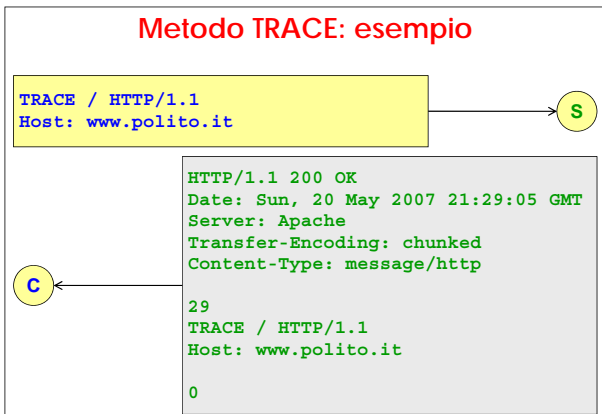 Metodo TRACE: esempio
TRACE / HTTP/1.1
Host: www.polito.it
S
HTTP/1.1 200 OK
Date: Sun, 20 May 2007 21:29:05 GMT
Server: Apache
Transfer-Encoding: chunked
Content-Type: message/http
C
29
TRACE / HTTP/1.1
Host: www.polito.it
0